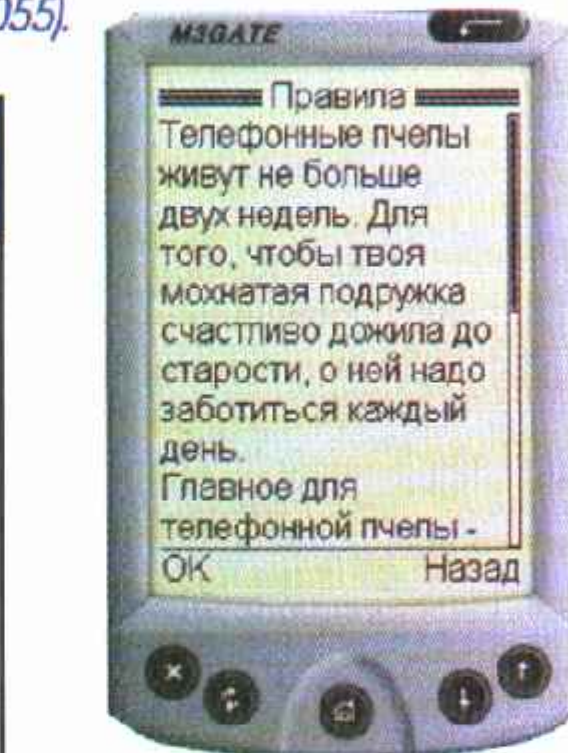 055).
M3GATE
Правила
Телефонные пчелы
живут не больше
двух недель. Для
того, чтобы твоя
мохнатая подружка
счастливо дожила до
старости, о ней надо
заботиться каждый
день.
Главное для
телефонной пчелы -
ОК Назад